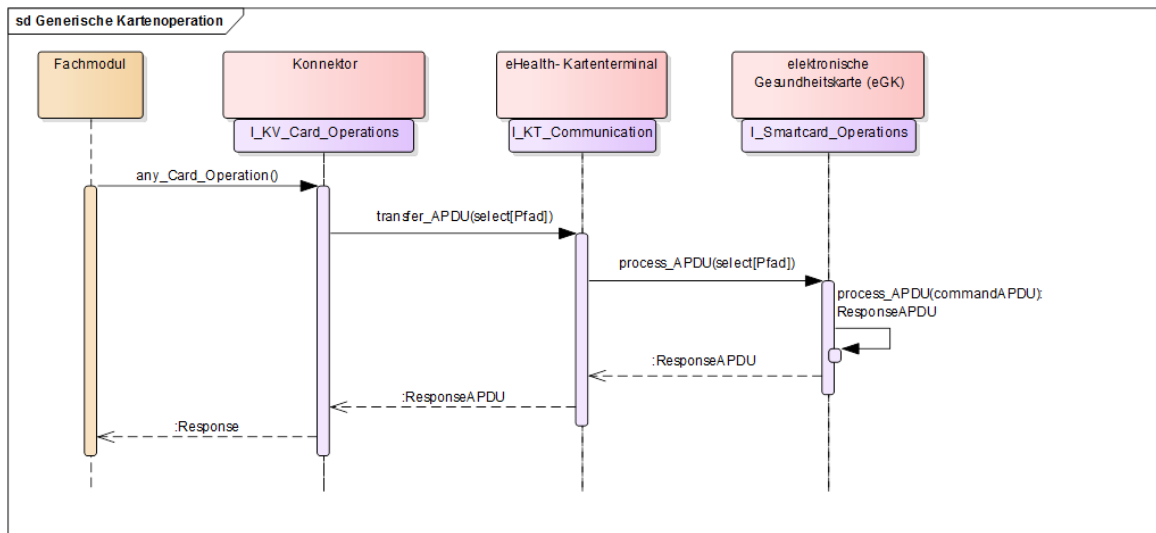 sd Generische Kartenoperation
Fachmodul
Konnektor
eHealth- Kartenterminal
elektronische
Gesundheitskarte (eGK)
I_KV_Card_Operations
I_KT_Communication
I_Smartcard_Operations
any_Card_Operation()
transfer_APDU(select[Pfad])
process_APDU(select[Pfad])
process_APDU(commandAPDU):
ResponseAPDU
:ResponseAPDU
:ResponseAPDU
:Response